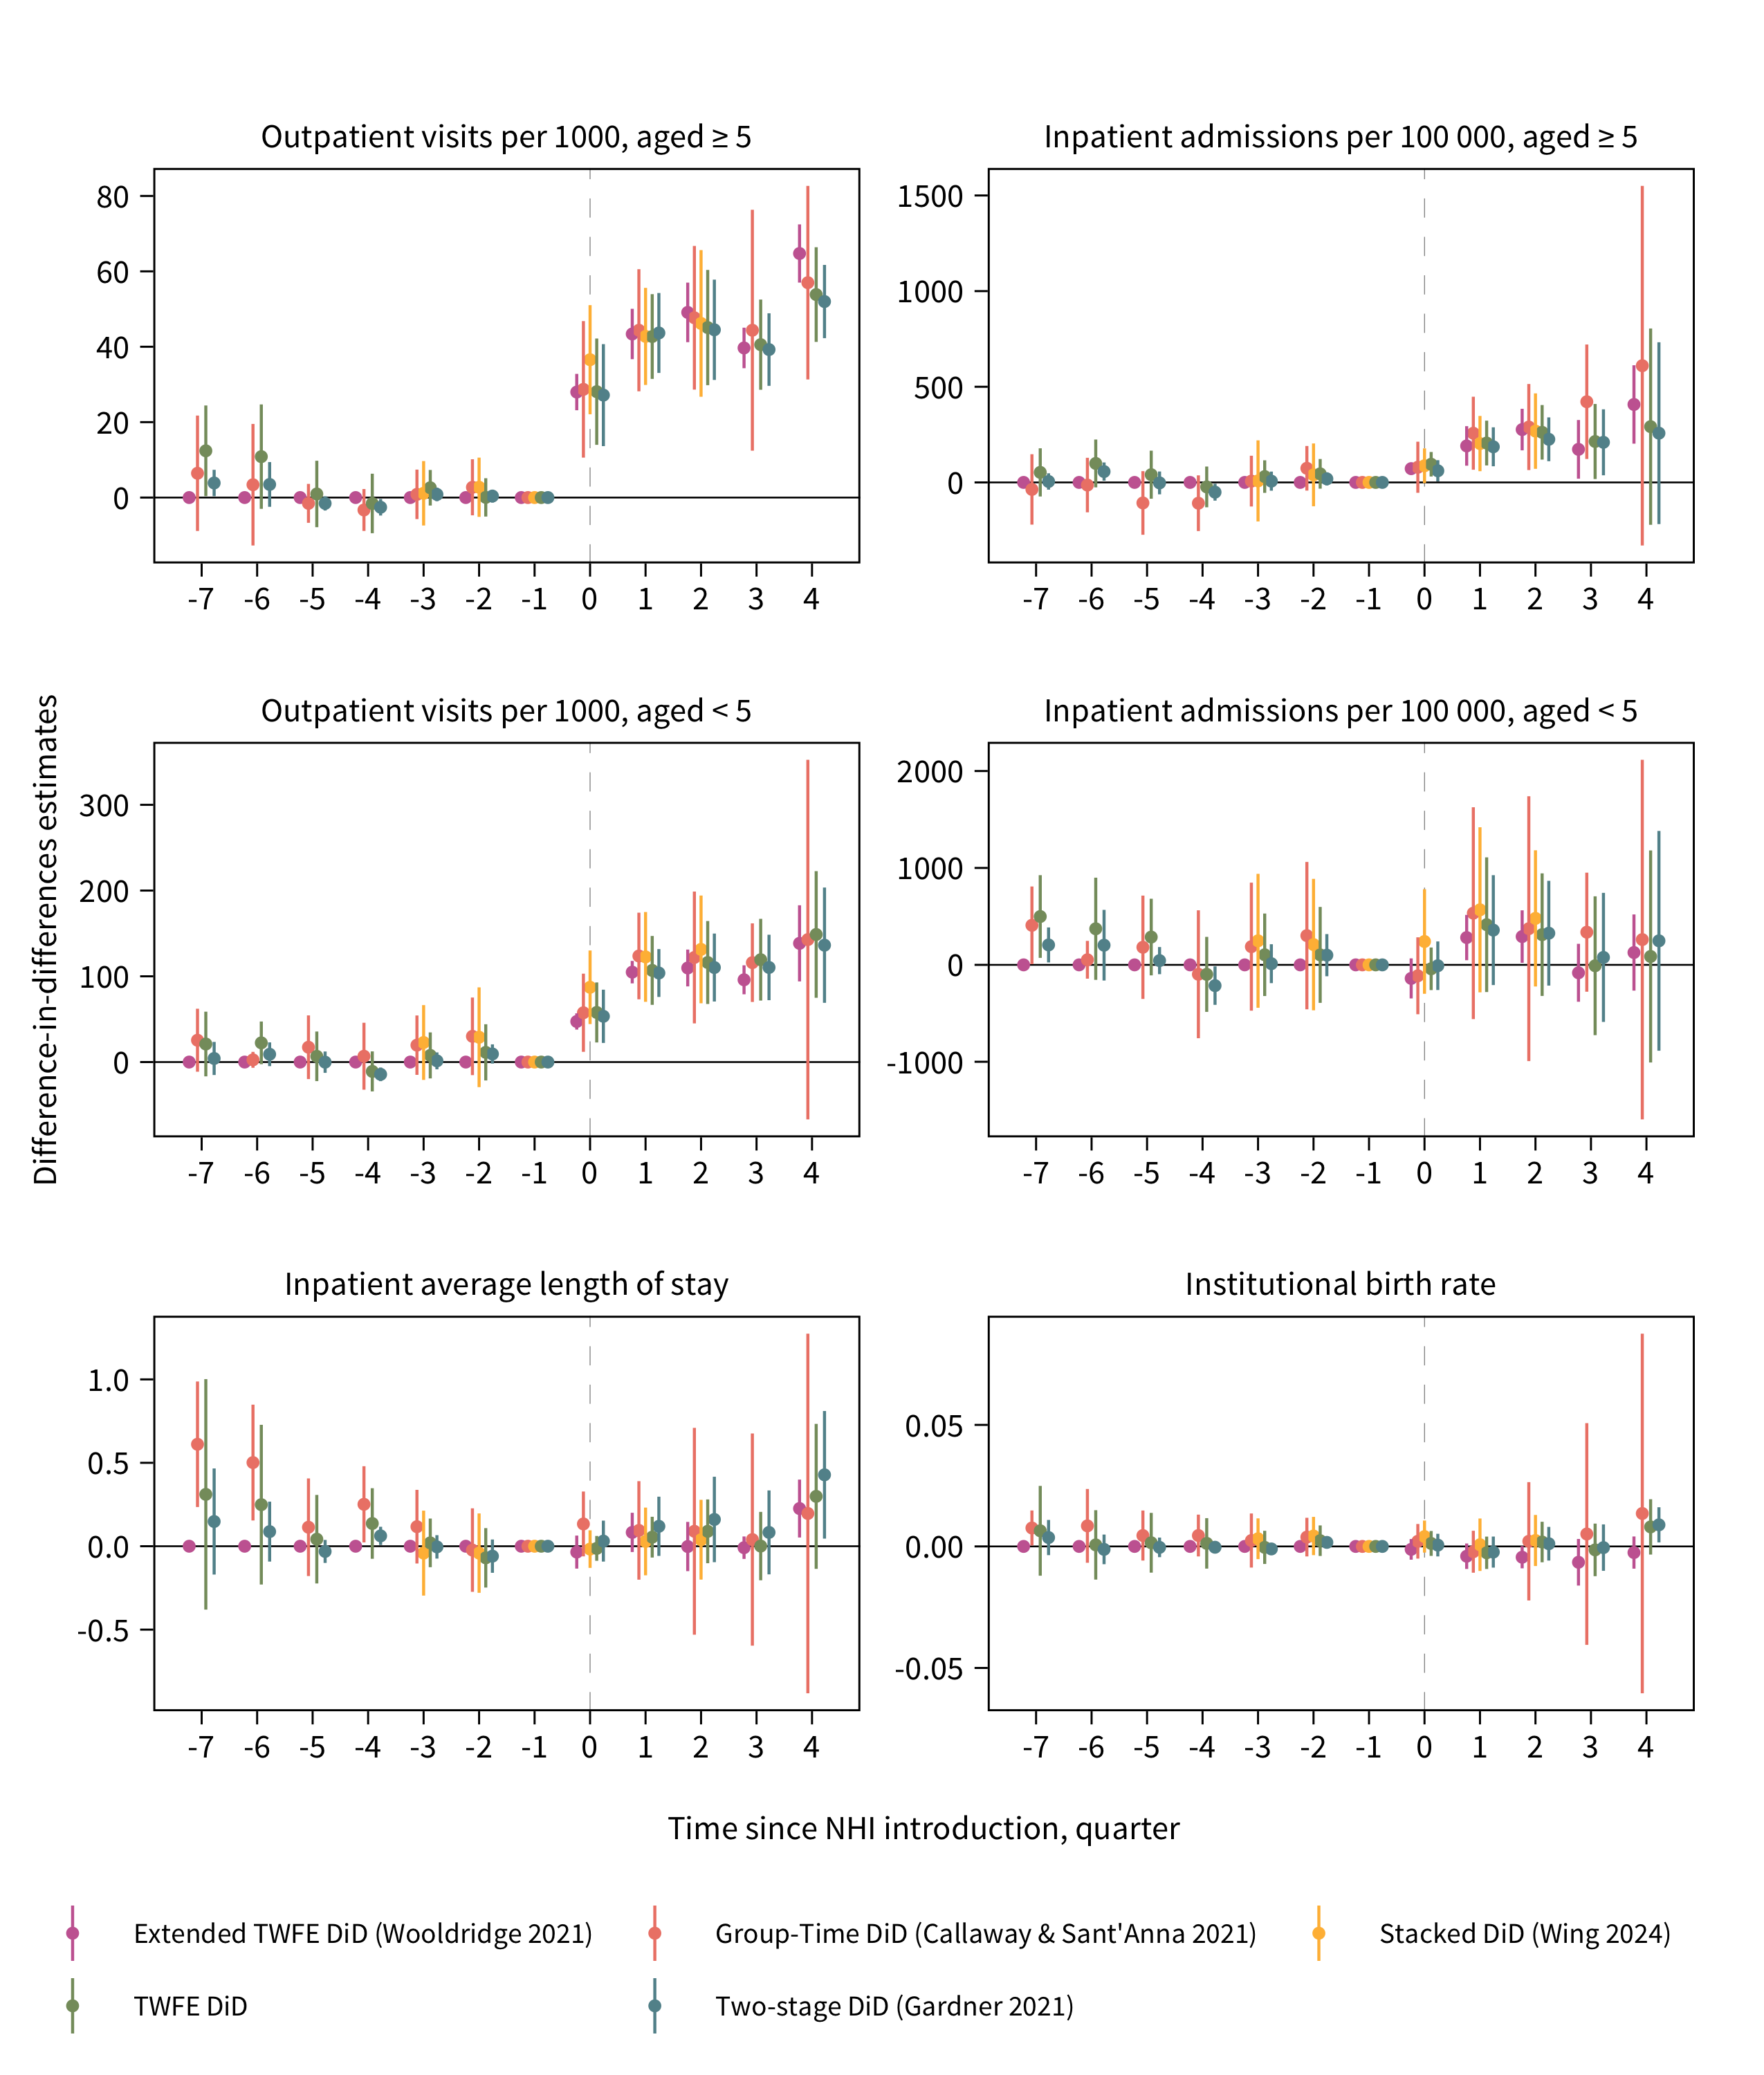 Outpatient visits per 1000, aged ≥ 5
80
60
40
20
0
-7 -6 -5 -4 -3 -2 -1 0 1 2 3 4
Inpatient admissions per 100 000, aged ≥ 5
1500
1000
500
0
-7 -6 -5 -4 -3 -2 -1 0 1 2 3 4
Difference-in-differences estimates
Outpatient visits per 1000, aged < 5
300
200
100
0
-7 -6 -5 -4 -3 -2 -1 0 1 2 3 4
Inpatient admissions per 100 000, aged < 5
2000
1000
0
-1000
-7 -6 -5 -4 -3 -2 -1 0 1 2 3 4
Inpatient average length of stay
1.0
0.5
0.0
-0.5
-7 -6 -5 -4 -3 -2 -1 0 1 2 3 4
Institutional birth rate
0.05
0.00
-0.05
-7 -6 -5 -4 -3 -2 -1 0 1 2 3 4
Time since NHI introduction, quarter
Extended TWFE DiD (Wooldridge 2021)
Group-Time DiD (Callaway & Sant'Anna 2021)
Stacked DiD (Wing 2024)
TWFE DiD
Two-stage DiD (Gardner 2021)